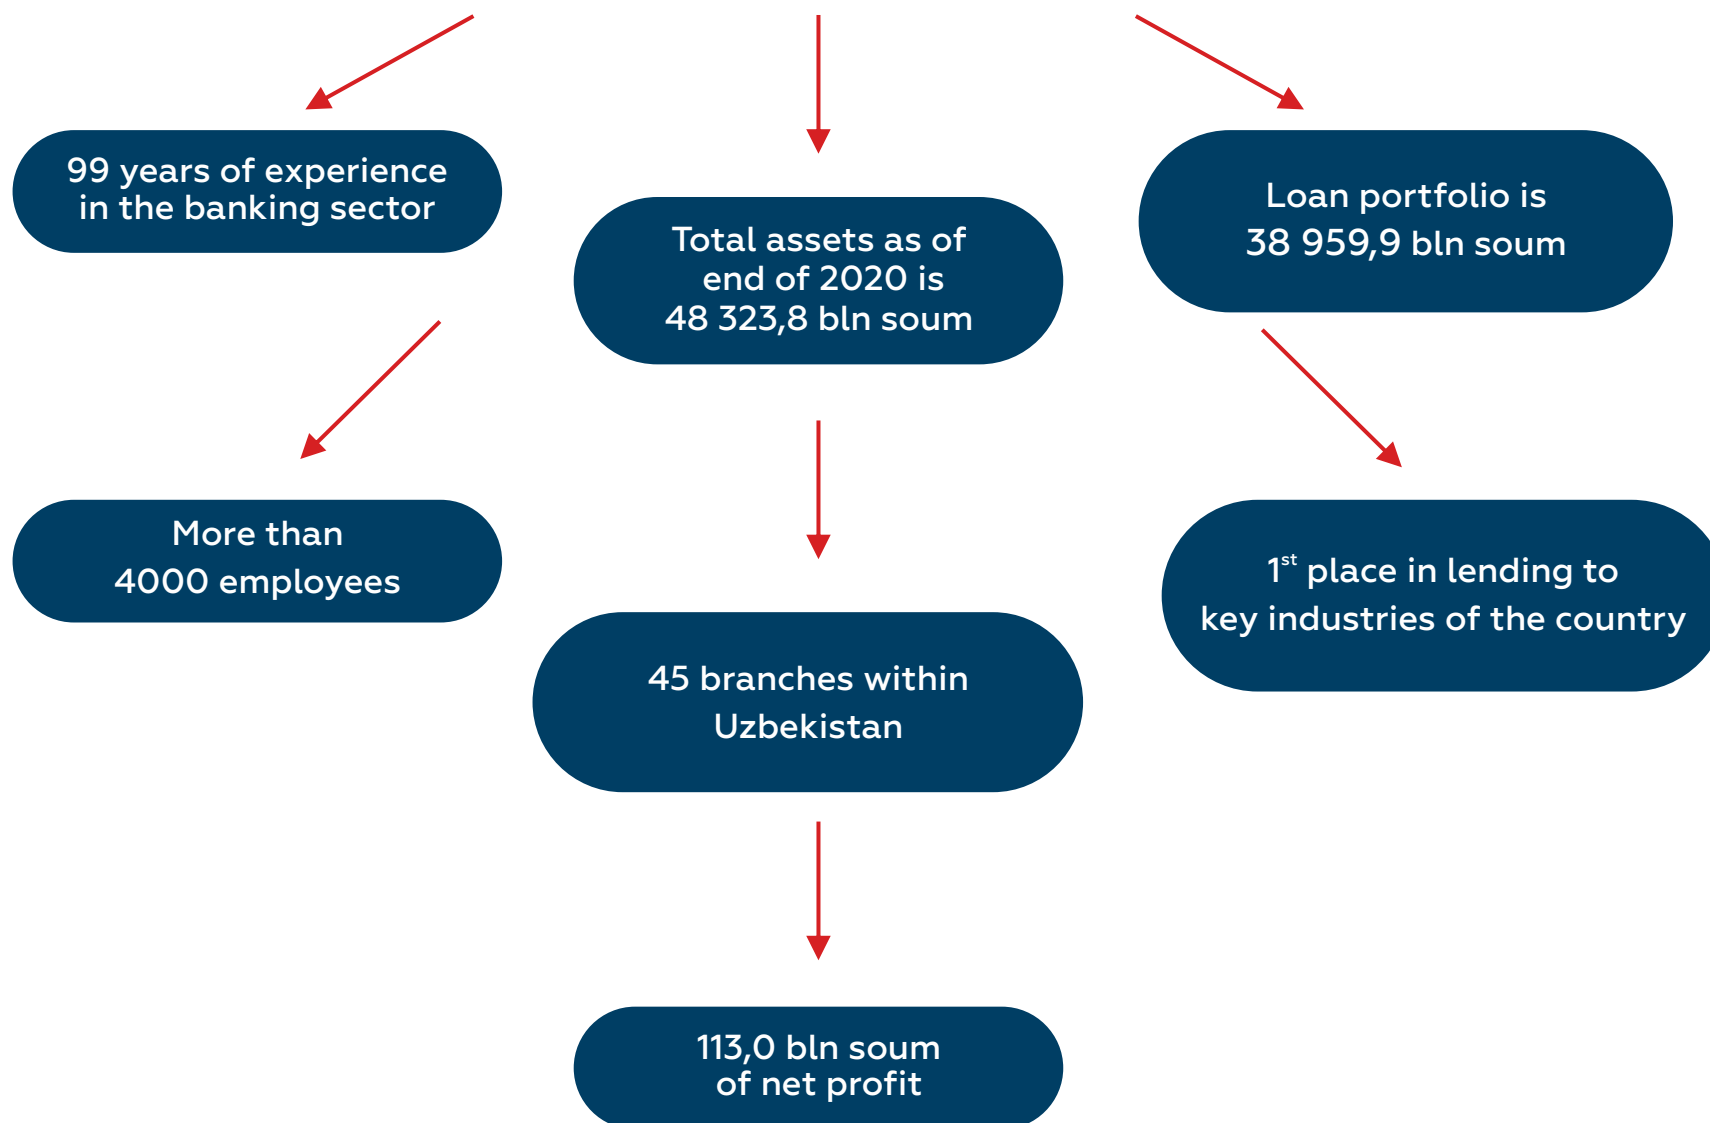 99 years of experience
in the banking sector
Total assets as of
end of 2020 is
48 323,8 bln soum
Loan portfolio is
38 959,9 bln soum
More than
4000 employees
45 branches within
Uzbekistan
1st place in lending to
key industries of the country
113,0 bln soum
of net profit